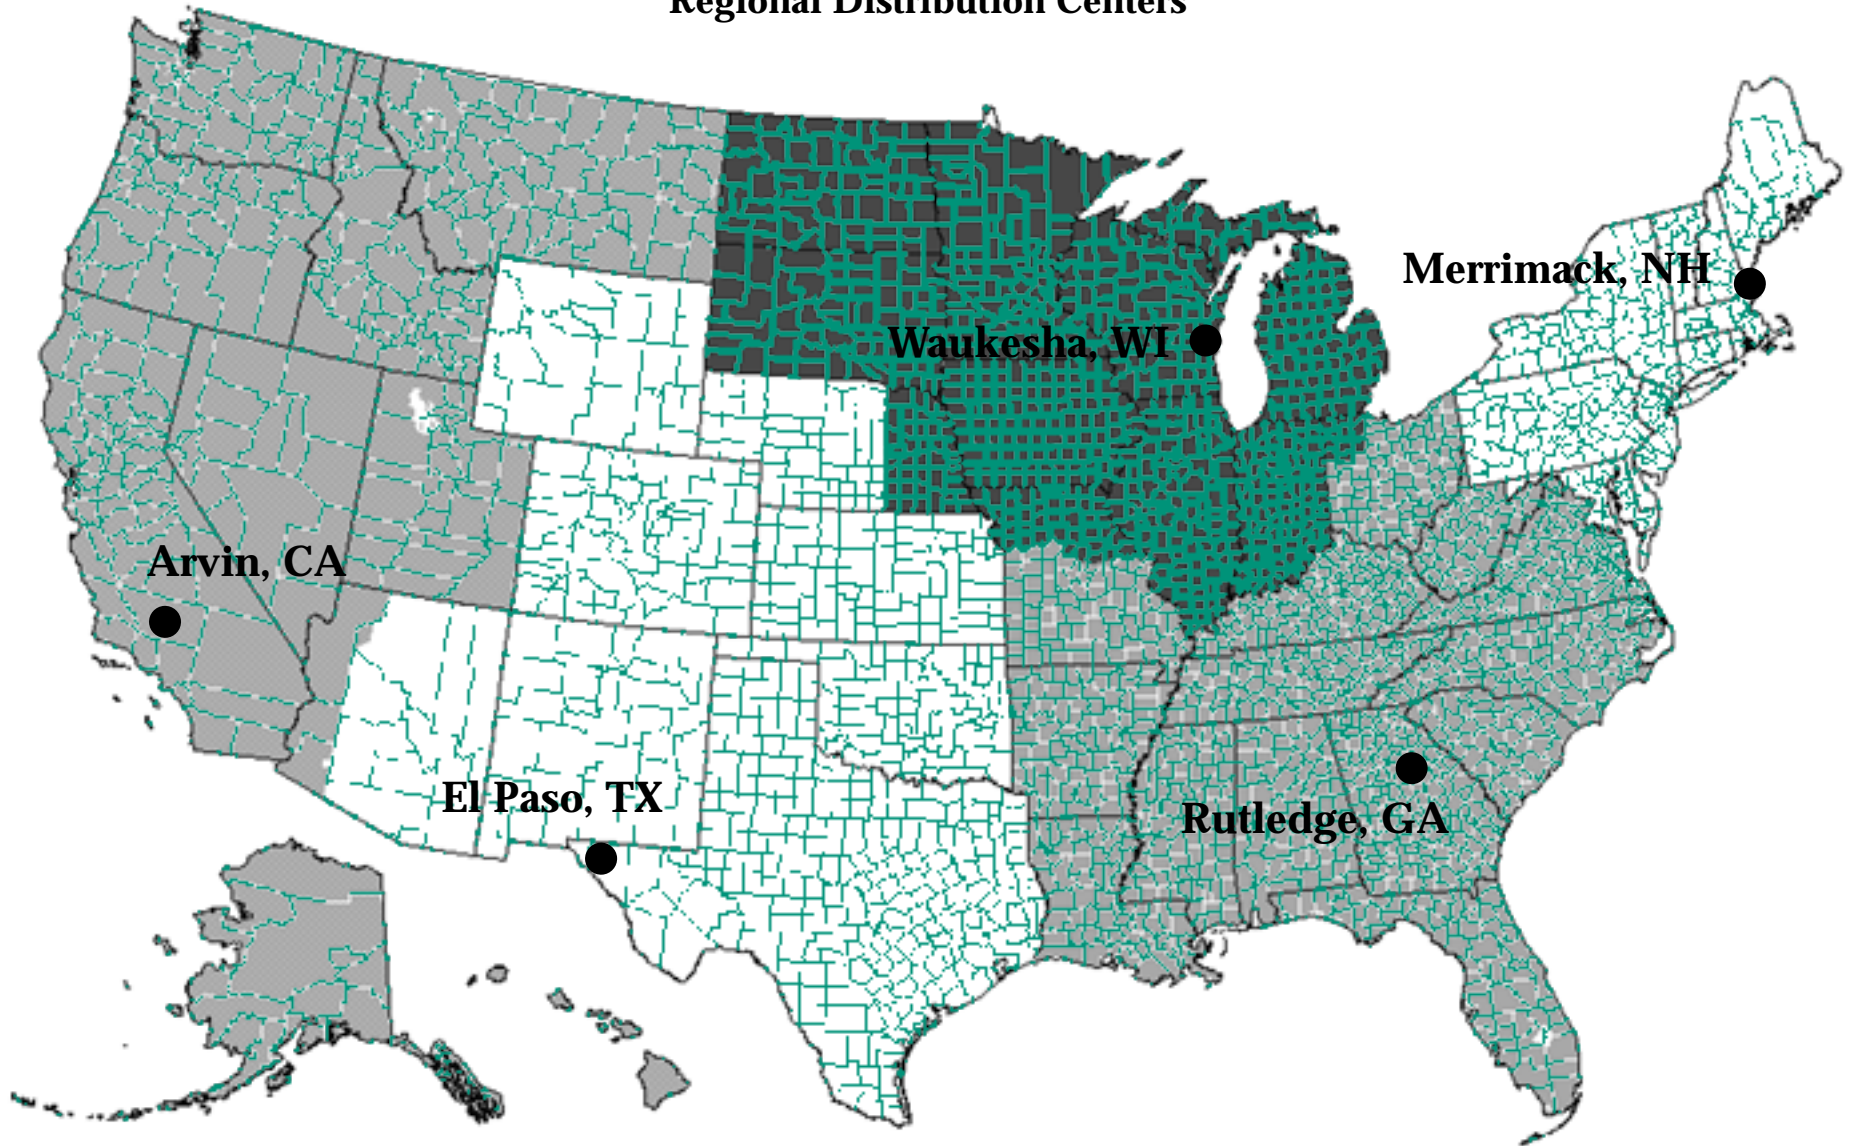 Regional Distribution Centers
Merrimack, NH
Waukesha, WI
Arvin, CA
El Paso, TX
Rutledge, GA